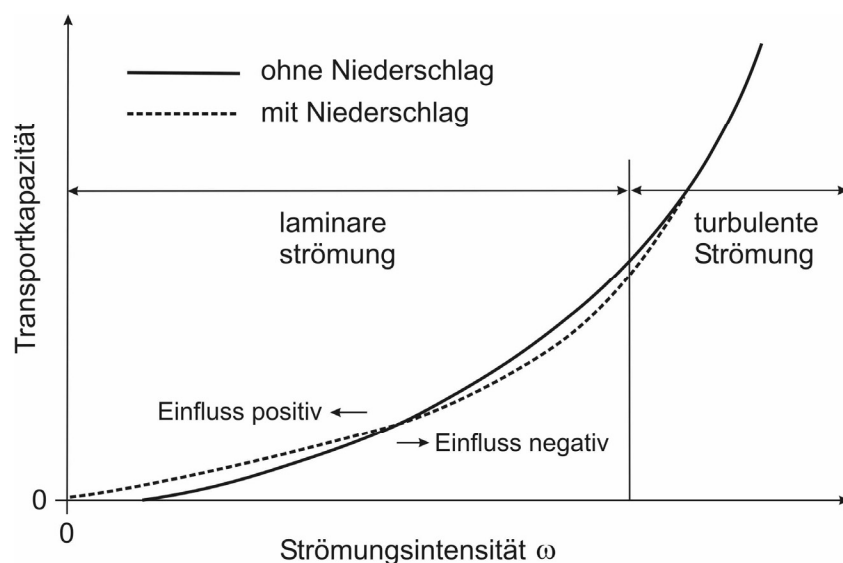 ohne Niederschlag
mit Niederschlag
Transportkapazität
laminare
strömung
turbulente
Strömung
Einfluss positiv
Einfluss negativ
0
0
Strömungsintensität ω